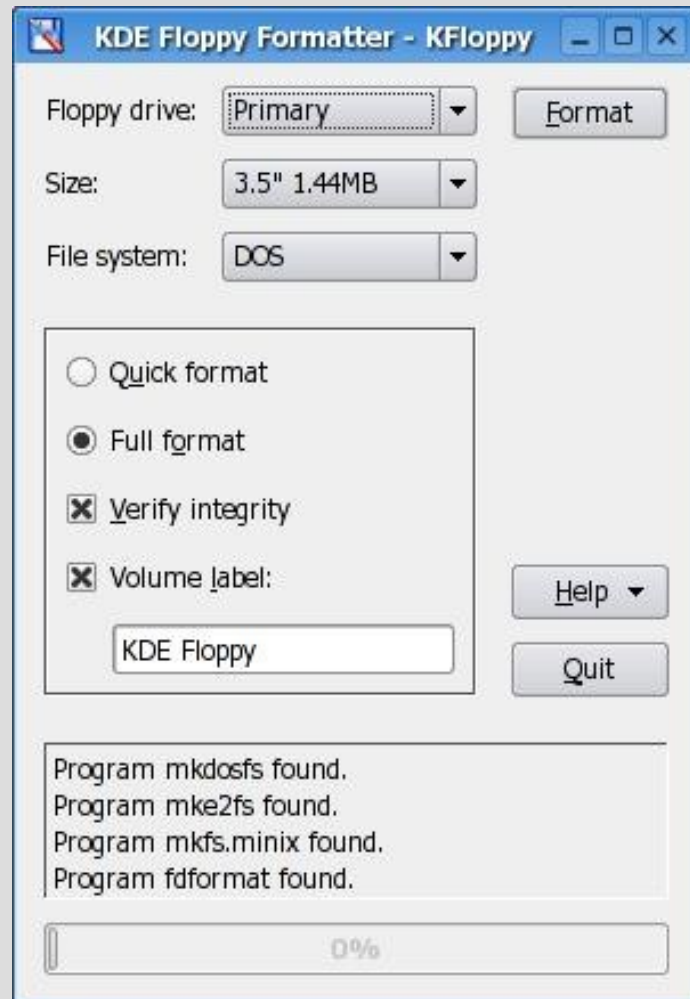 KDE Floppy Formatter - KFloppy
Floppy drive: Primary Format
Size: 3.5" 1.44MB
File system: DOS
Quick format
Full format
Verify integrity
Volume label:
Help
KDE Floppy
Quit
Program mkdosfs found.
Program mke2fs found.
Program mkfs.minix found.
Program fdformat found.
0%